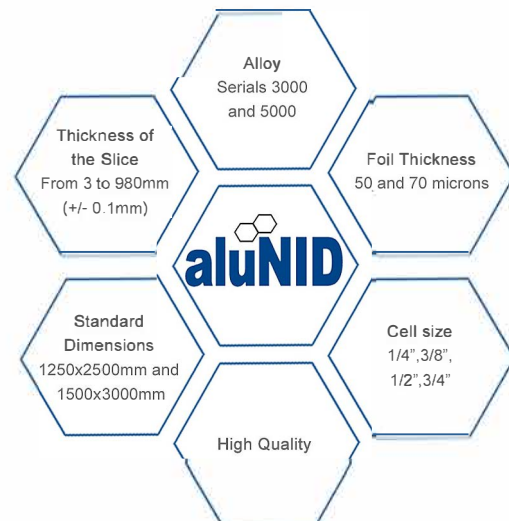 Alloy
Serials 3000
and 5000
Thickness of
the Slice
From 3 to 980mm
(+/- 0.1mm)
Foil Thickness
50 and 70 microns
aluNID
Standard
Dimensions
1250x2500mm and
1500x3000mm
Cell size
1/4”,3/8”,
1/2”,3/4”
High Quality